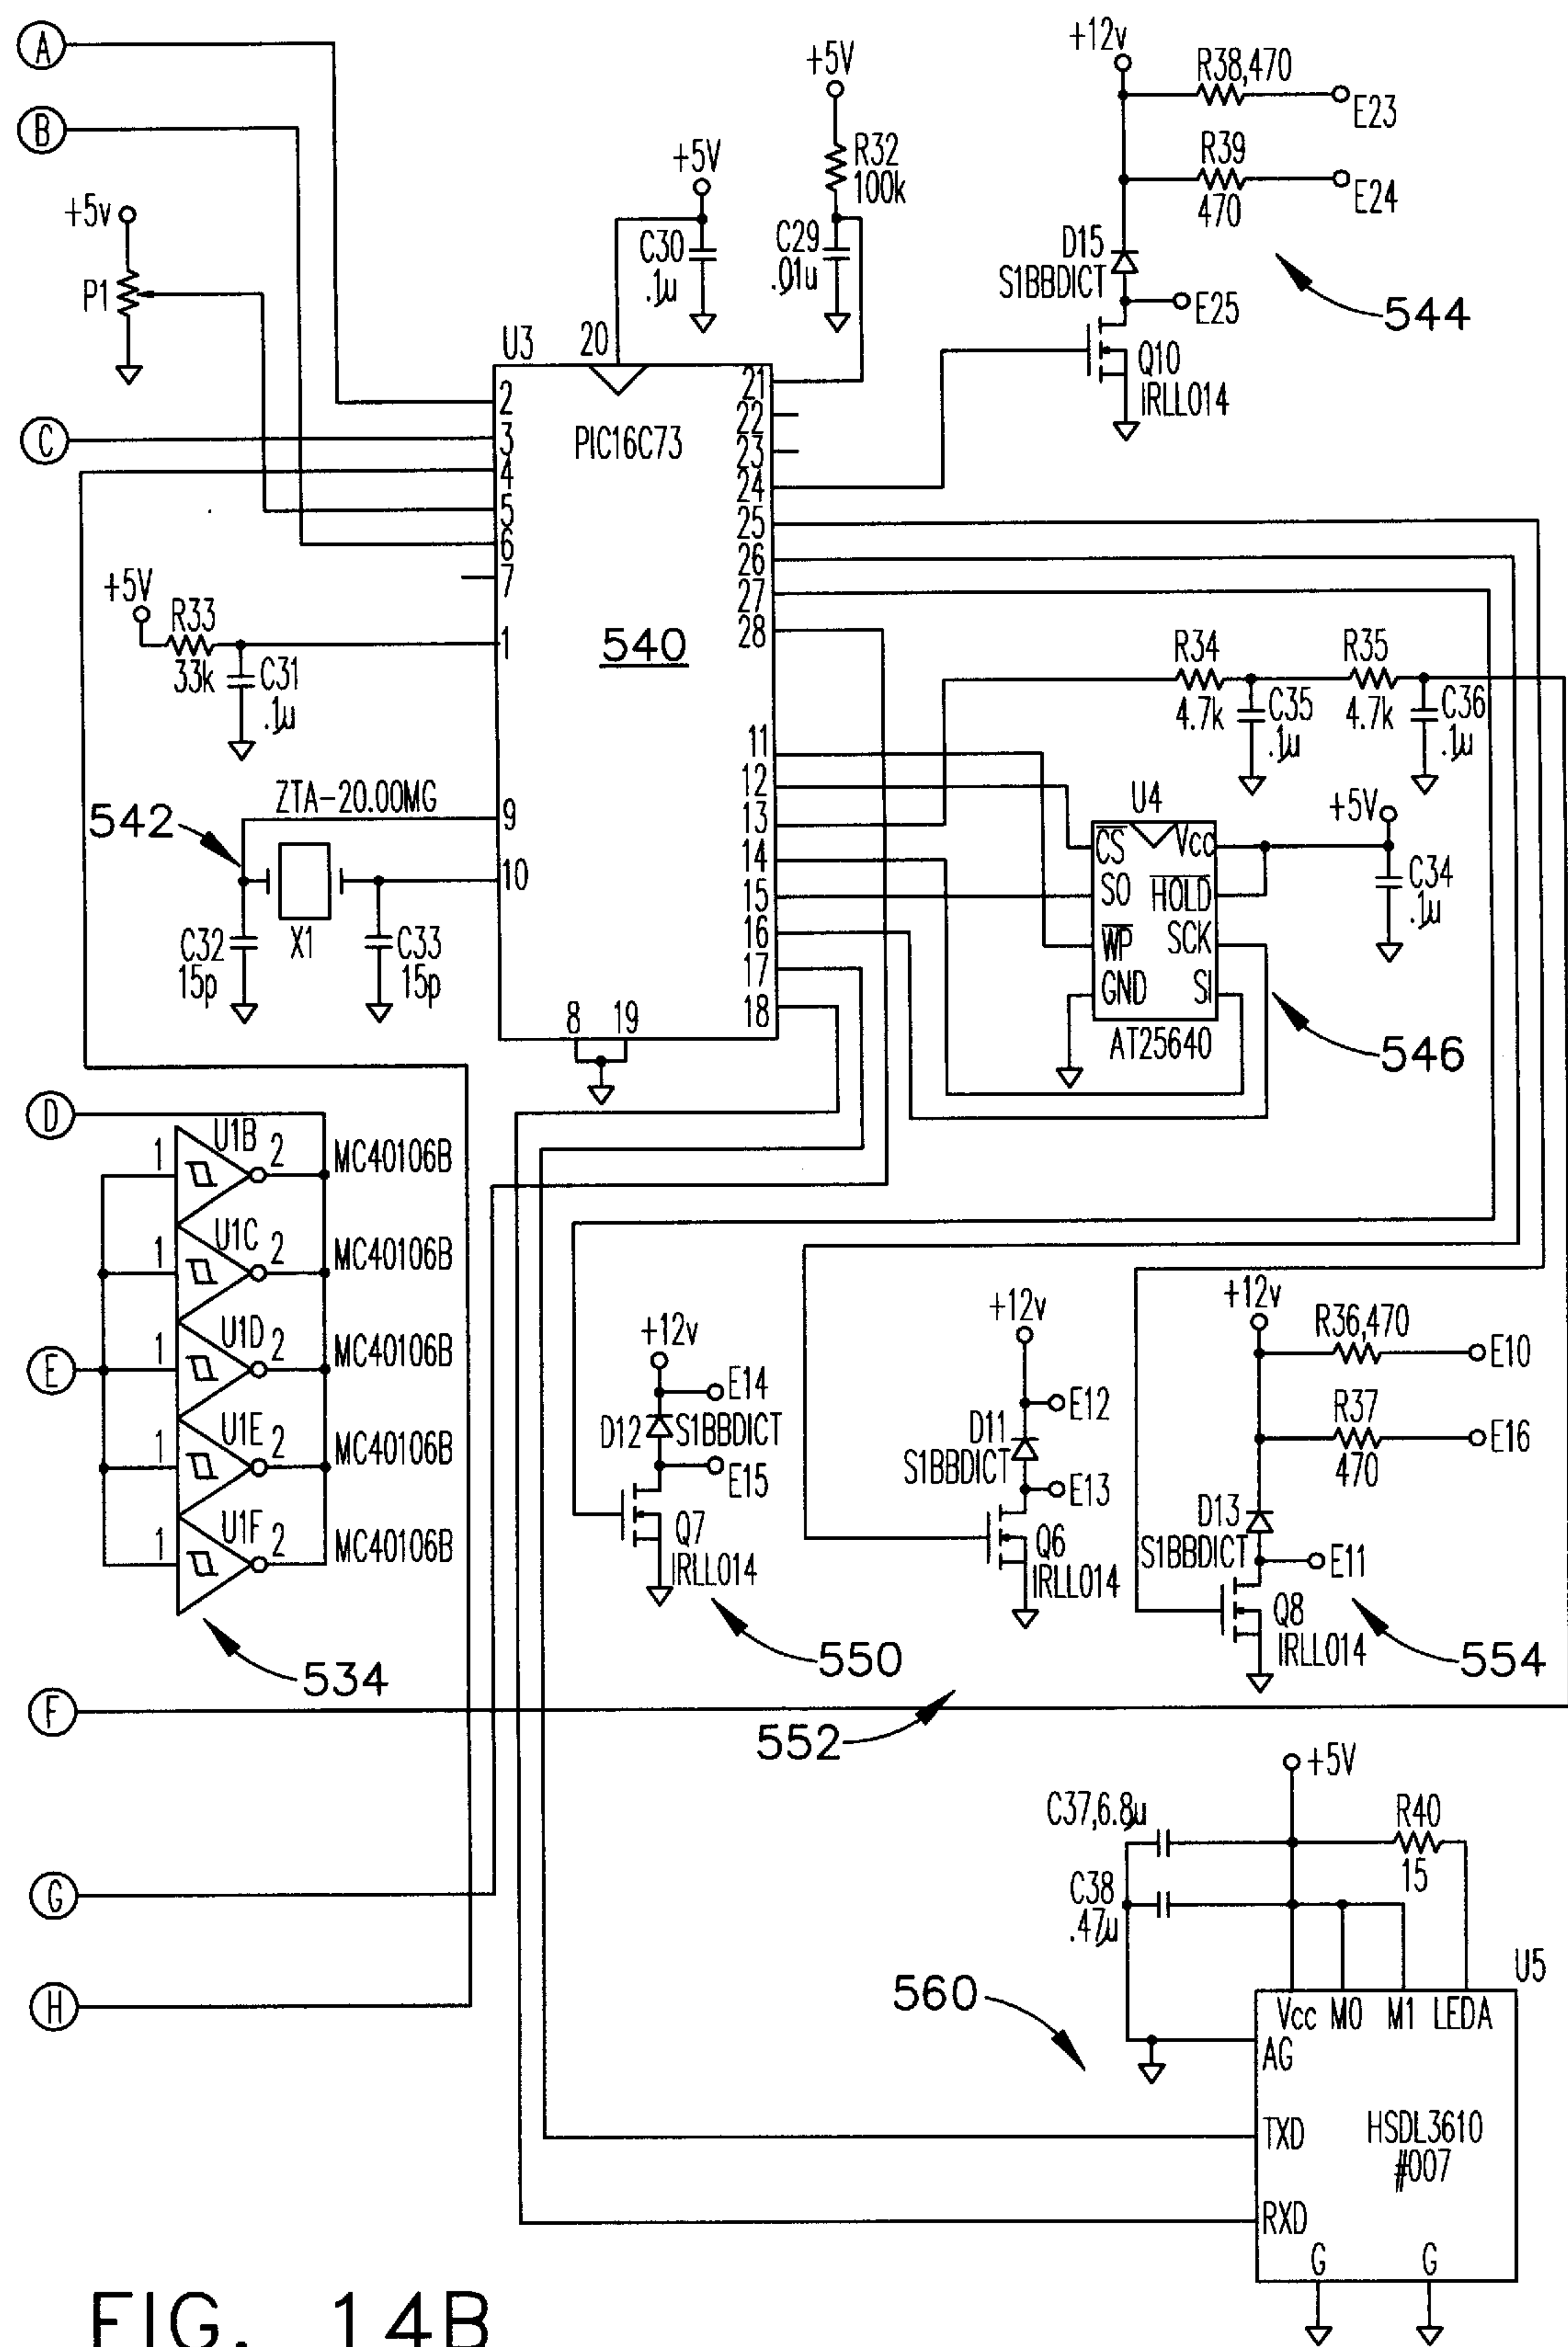 A
B
+5v
P1
C
+5V
R33
33k
C31
.1µ
ZTA-20.00MG
542
C32
15p
X1
C33
15p
+5V
C30
.1µ
+5V
R32
100k
C29
.01u
U3
20
PIC16C73
540
2
3
4
5
6
7
1
9
10
8
19
21
22
23
24
25
26
27
28
11
12
13
14
15
16
17
18
+12v
R38,470
E23
R39
470
E24
D15
S1BBDICT
E25
Q10
IRLL014
544
R34
4.7k
C35
.1µ
R35
4.7k
C36
.1µ
U4
+5V
CS
Vcc
SO
HOLD
WP
SCK
GND
SI
AT25640
C34
.1µ
546
D
1
U1B
2
MC40106B
1
U1C
2
MC40106B
E
1
U1D
2
MC40106B
1
U1E
2
MC40106B
1
U1F
2
MC40106B
534
+12v
E14
D12
S1BBDICT
E15
Q7
IRLL014
550
+12v
E12
D11
S1BBDICT
E13
Q6
IRLL014
552
+12v
R36,470
E10
R37
470
E16
D13
S1BBDICT
E11
Q8
IRLL014
554
F
G
H
+5V
C37,6.8µ
R40
15
C38
.47µ
560
U5
Vcc
M0
M1
LEDA
AG
TXD
HSDL3610
#007
RXD
G
G
FIG. 14B